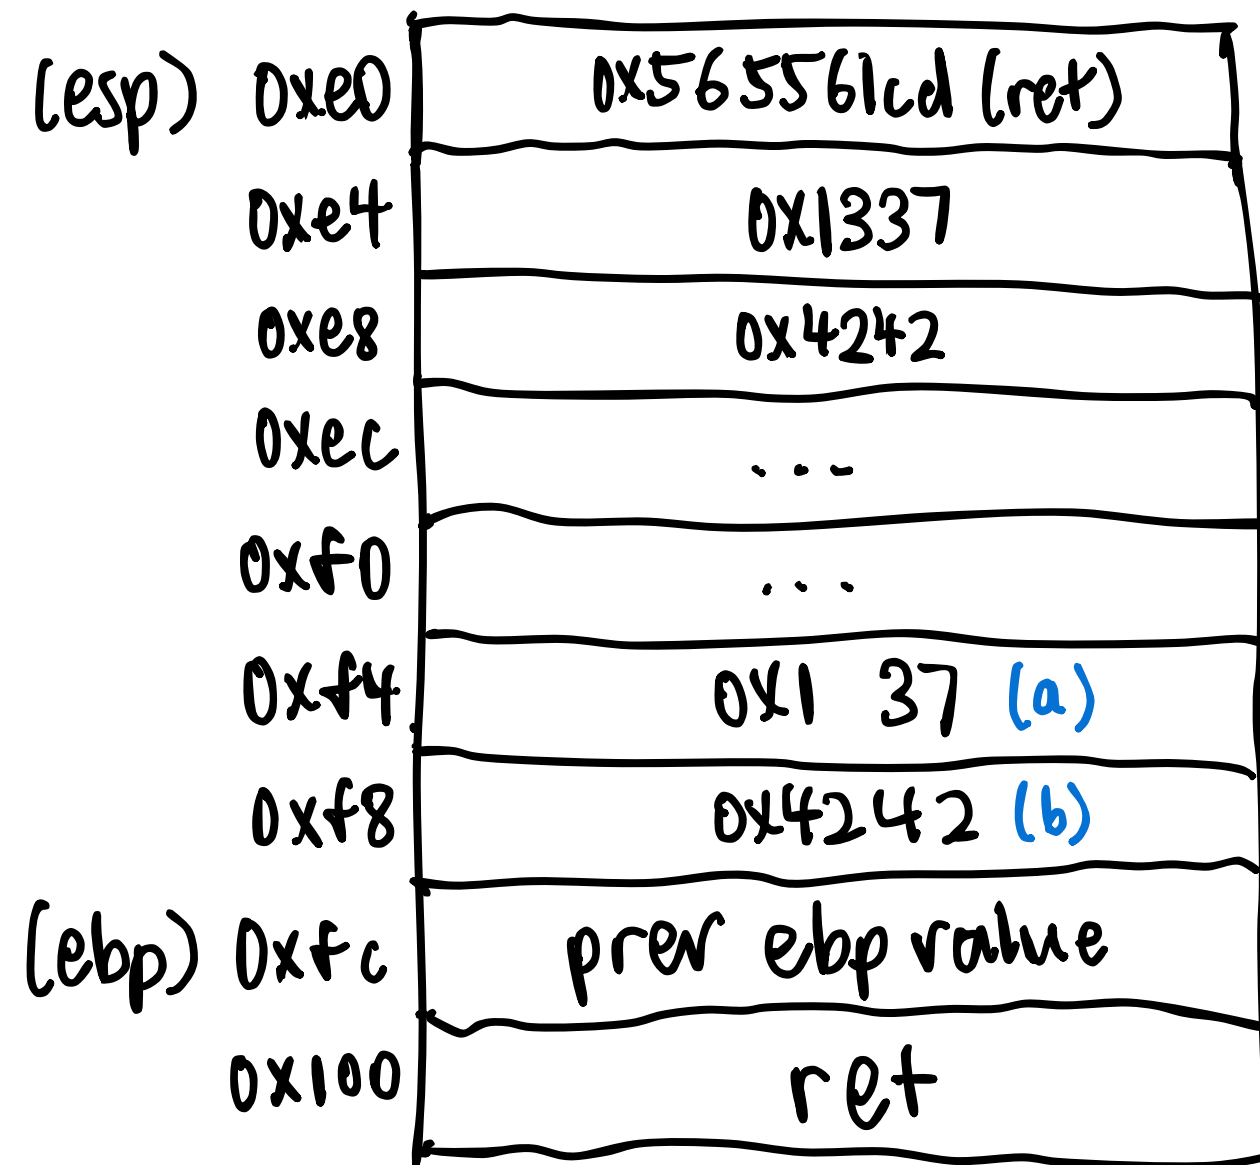 (esp) 0xe0 0x565561cd (ret)
0xe4 0x1337
0xe8 0x4242
0xec ...
0xf0 ...
0xf4 0x1 37 (a)
0xf8 0x4242 (b)
(ebp) 0xfc prev ebp value
0x100 ret